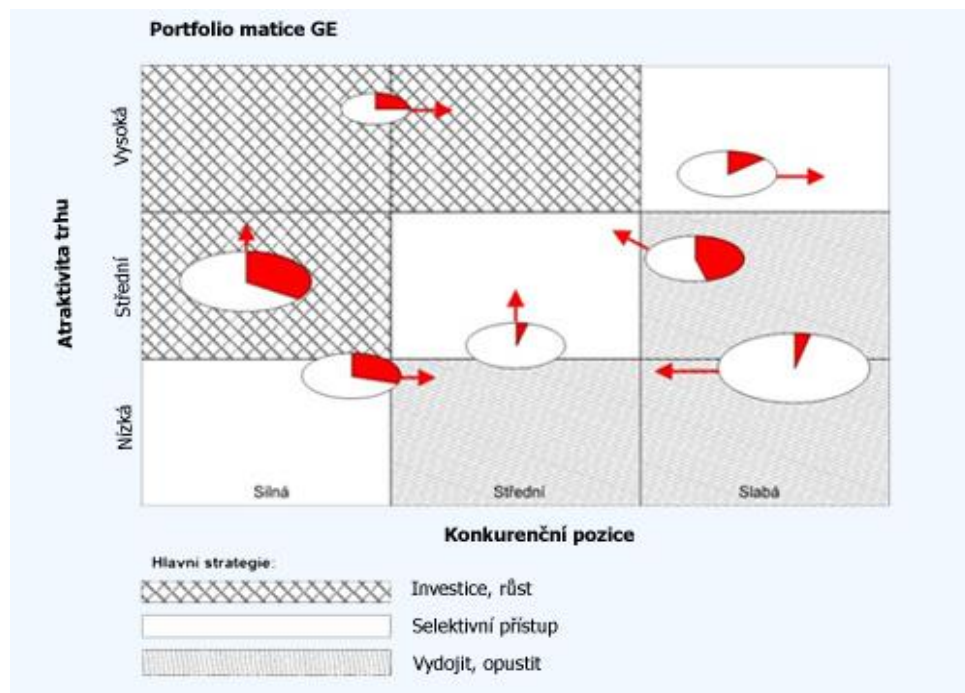 Portfolio matice GE
Atraktivita trhu
Vysoká
Střední
Nízká
Silná
Střední
Slabá
Konkurenční pozice
Hlavní strategie:
Investice, růst
Selektivní přístup
Vydojit, opustit